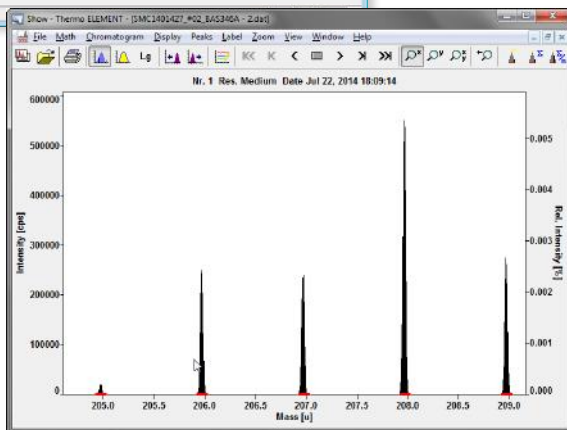 Show - Thermo ELEMENT - [SMC1401427_#02_BAS346A - 2.dat]
File Math Chromatogram Display Peaks Label Zoom View Window Help
Lg
Nr. 1 Res. Medium Date Jul 22, 2014 18:09:14
600000
500000
400000
300000
200000
100000
0
Intensity [cps]
0.005
0.004
0.003
0.002
0.001
0.000
Rel. Intensity [%]
205.0 205.5 206.0 206.5 207.0 207.5 208.0 208.5 209.0
Mass [u]